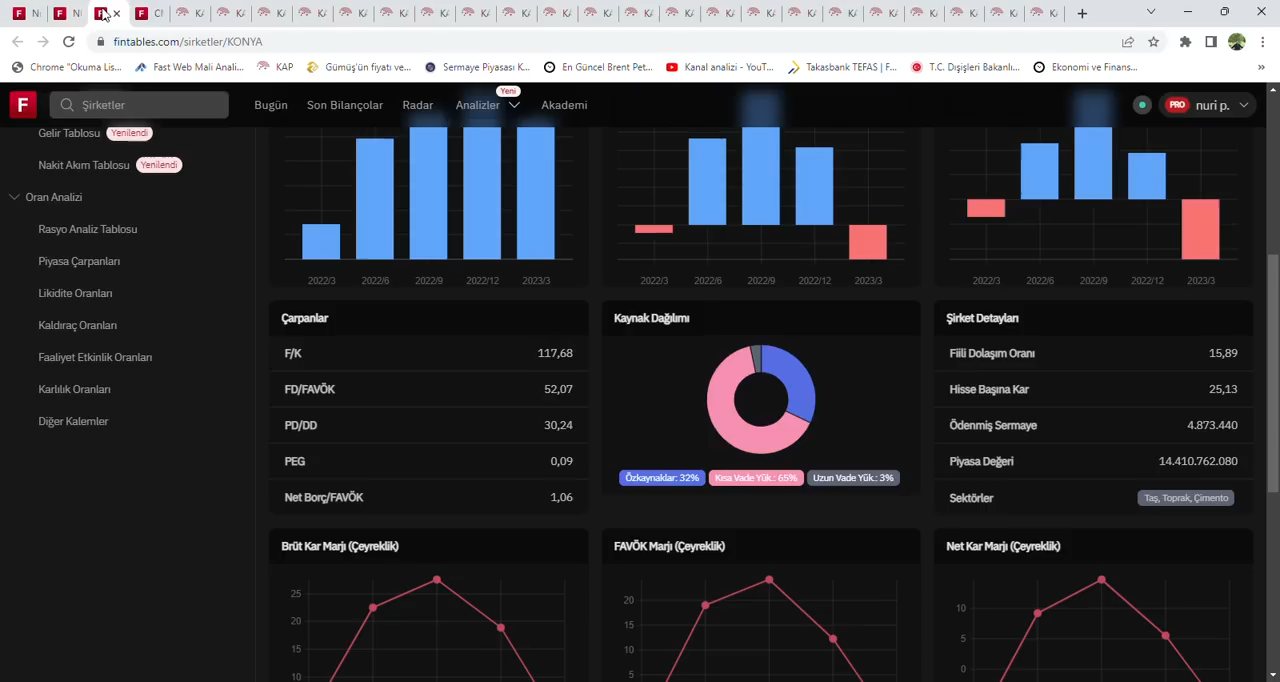 fintables.com/sirketler/KONYA
Chrome "Okuma Lis...
Fast Web Mali Anali...
KAP
Gümüş'ün fiyatı ve...
Sermaye Piyasası K...
En Güncel Brent Pet...
Kanal analizi - YouT...
Takasbank TEFAS | F...
T.C. Dışişleri Bakanlı...
Ekonomi ve Finans...
»
F
Şirketler
Bugün
Son Bilançolar
Radar
Analizler
Yeni
Akademi
PRO
nuri p.
Gelir Tablosu
Yenilendi
Nakit Akım Tablosu
Yenilendi
Oran Analizi
Rasyo Analiz Tablosu
Piyasa Çarpanları
Likidite Oranları
Kaldıraç Oranları
Faaliyet Etkinlik Oranları
Karlılık Oranları
Diğer Kalemler
2022/3 2022/6 2022/9 2022/12 2023/3
2022/3 2022/6 2022/9 2022/12 2023/3
2022/3 2022/6 2022/9 2022/12 2023/3
Çarpanlar
F/K 117,68
FD/FAVÖK 52,07
PD/DD 30,24
PEG 0,09
Net Borç/FAVÖK 1,06
Kaynak Dağılımı
Özkaynaklar: 32% Kısa Vade Yük.: 65% Uzun Vade Yük.: 3%
Şirket Detayları
Fiili Dolaşım Oranı 15,89
Hisse Başına Kar 25,13
Ödenmiş Sermaye 4.873.440
Piyasa Değeri 14.410.762.080
Sektörler Taş, Toprak, Çimento
Brüt Kar Marjı (Çeyreklik)
25
20
15
10
FAVÖK Marjı (Çeyreklik)
20
15
10
5
Net Kar Marjı (Çeyreklik)
10
5
0